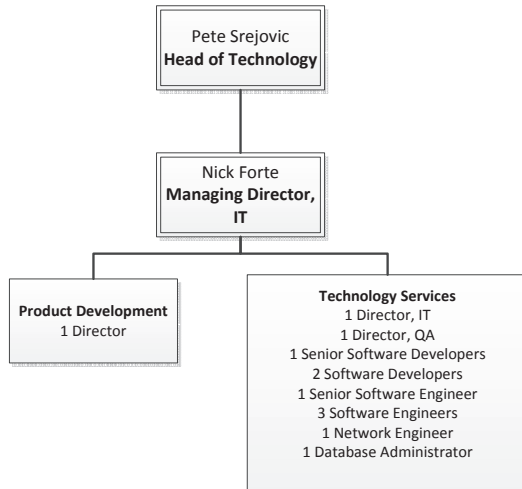 Pete Srejovic
Head of Technology
Nick Forte
Managing Director,
IT
Product Development
1 Director
Technology Services
1 Director, IT
1 Director, QA
1 Senior Software Developers
2 Software Developers
1 Senior Software Engineer
3 Software Engineers
1 Network Engineer
1 Database Administrator